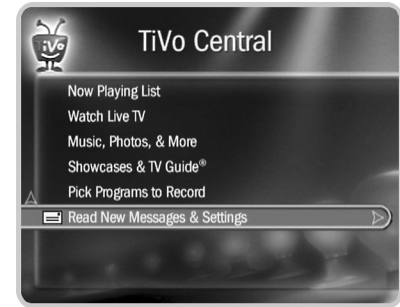 TiVo
TiVo Central
Now Playing List
Watch Live TV
Music, Photos, & More
Showcases & TV Guide®
Pick Programs to Record
Read New Messages & Settings